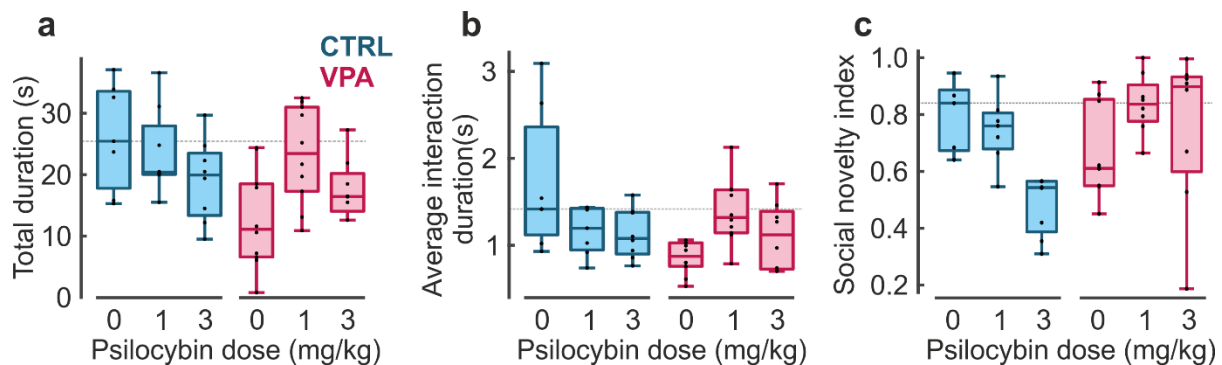 a
CTRL
VPA
Total duration (s)
30
20
10
0
0 1 3 0 1 3
Psilocybin dose (mg/kg)
b
Average interaction
duration(s)
3
2
1
0 1 3 0 1 3
Psilocybin dose (mg/kg)
c
Social novelty index
1.0
0.8
0.6
0.4
0.2
0 1 3 0 1 3
Psilocybin dose (mg/kg)